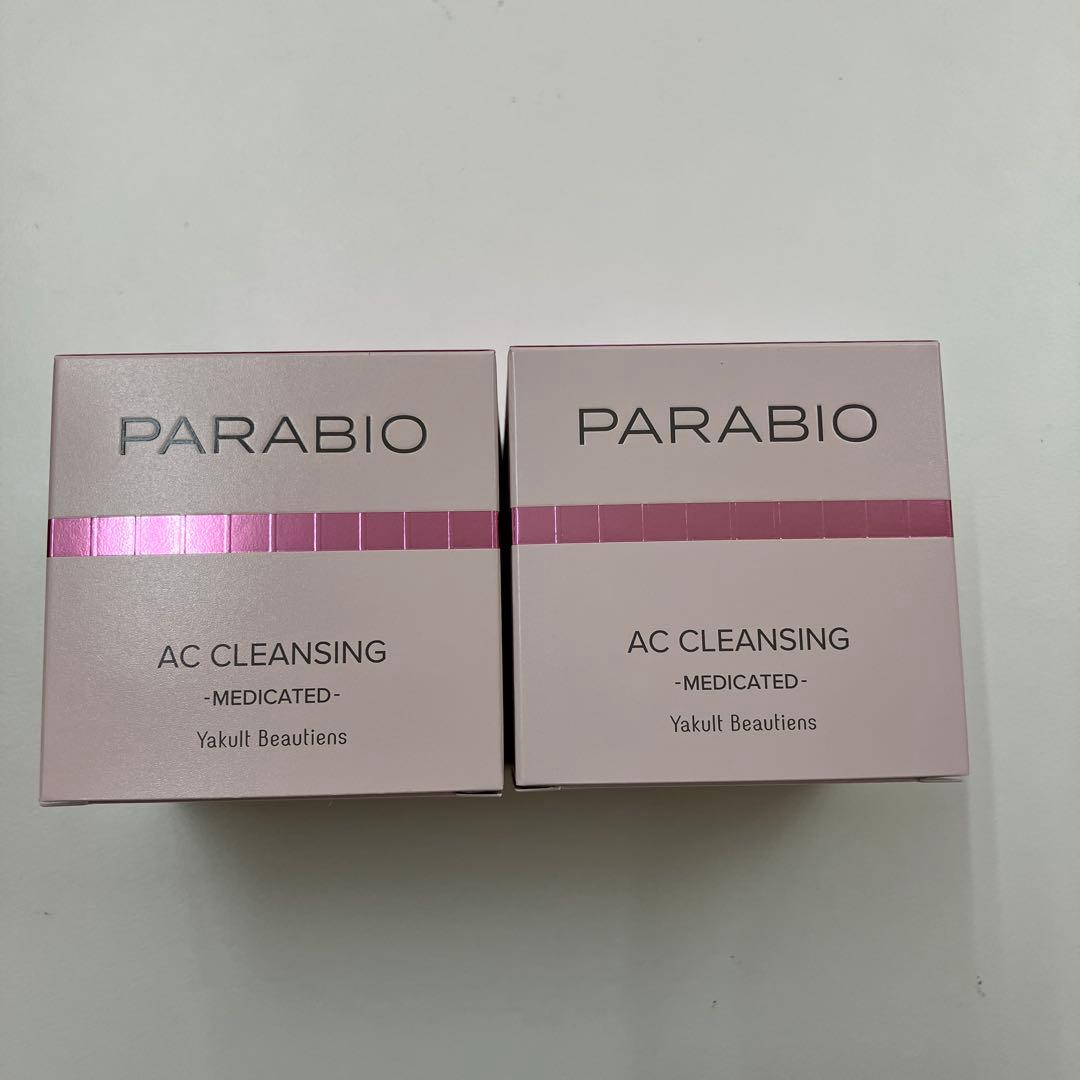 PARABIO
AC CLEANSING
-MEDICATED-
Yakult Beautiens
PARABIO
AC CLEANSING
-MEDICATED-
Yakult Beautiens